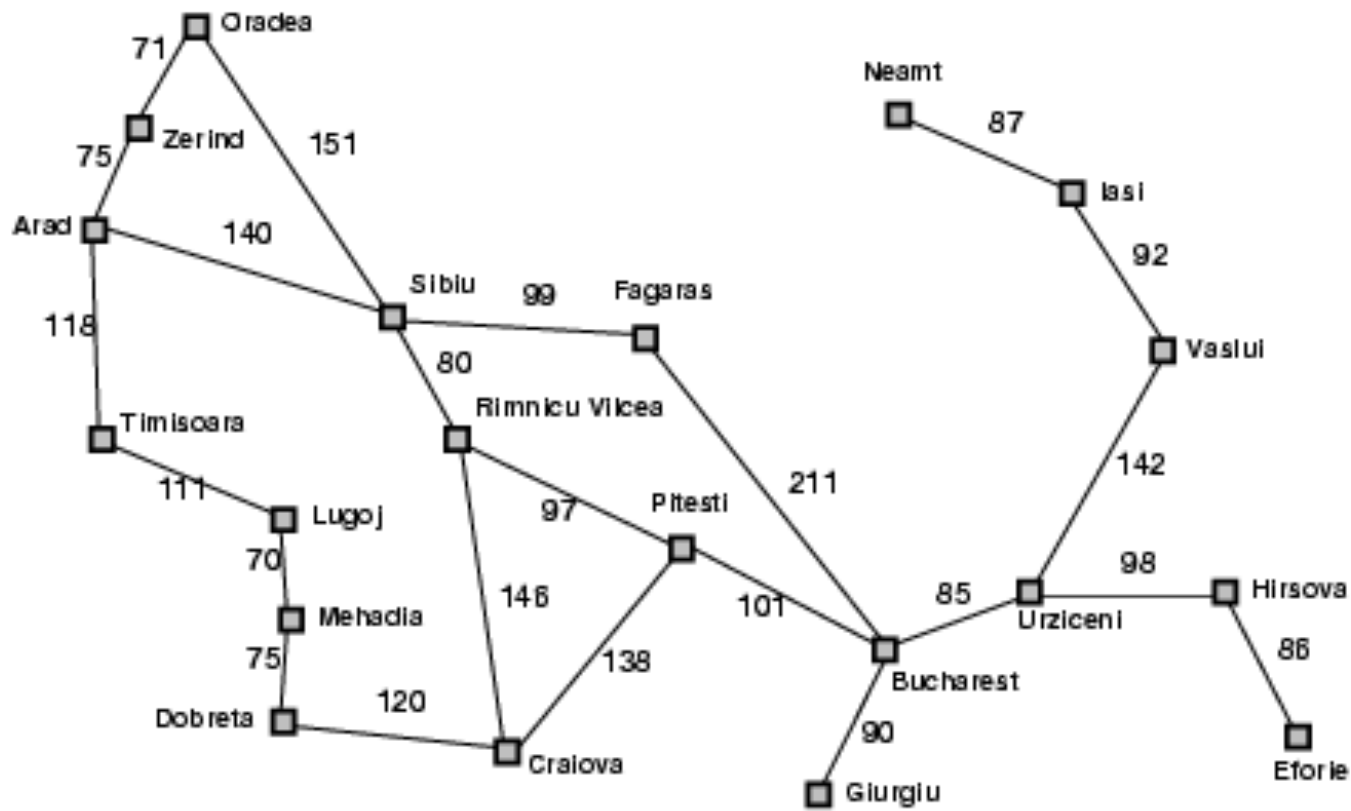 Oradea
71
Neamt
87
Zerind
151
75
Iasi
Arad
140
92
Sibiu
99
Fagaras
118
80
Vaslui
Timisoara
Rimnicu Vilcea
142
211
111
Lugoj
97
Pitesti
70
98
146
101
85
Hirsova
Mehadia
Urziceni
75
138
86
Bucharest
120
Dobreta
90
Craiova
Eforie
Giurgiu